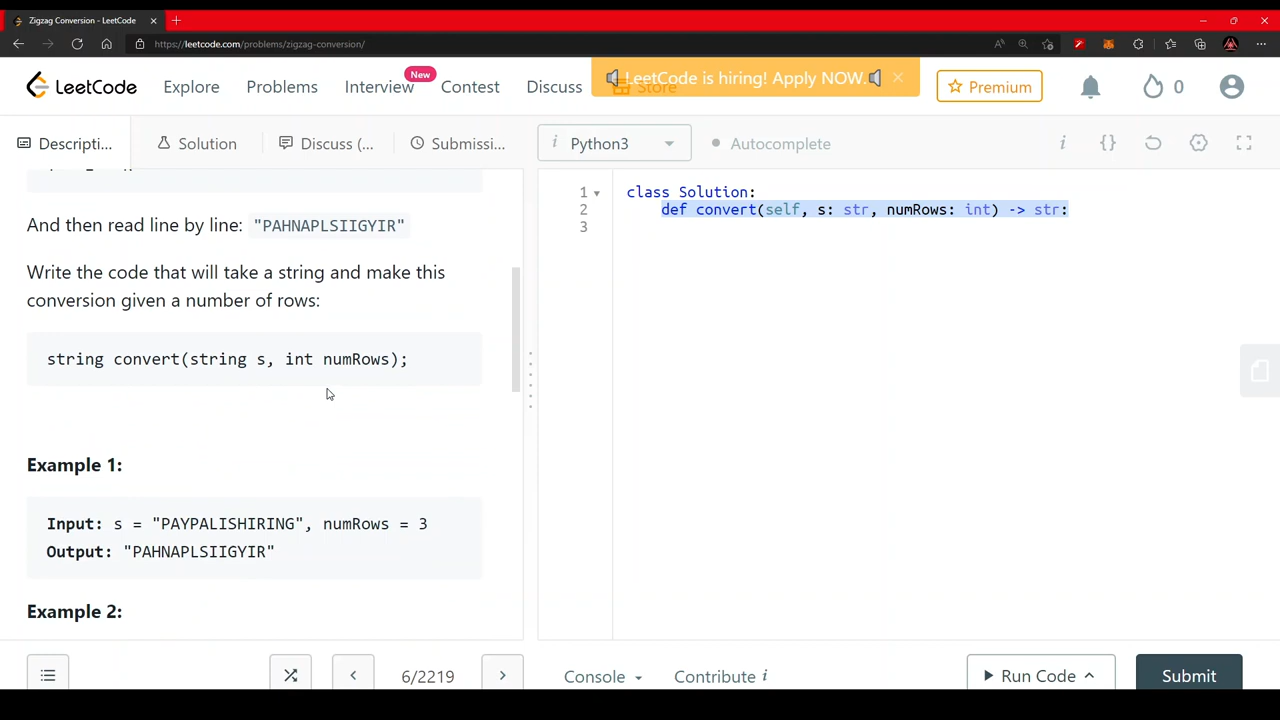 Zigzag Conversion - LeetCode
https://leetcode.com/problems/zigzag-conversion/
LeetCode
Explore
Problems
Interview
New
Contest
Discuss
Store
LeetCode is hiring! Apply NOW.
Premium
0
Descripti...
Solution
Discuss (...
Submissi...
Python3
Autocomplete
And then read line by line: "PAHNAPLSIIGYIR"
Write the code that will take a string and make this
conversion given a number of rows:
string convert(string s, int numRows);
Example 1:
Input: s = "PAYPALISHIRING", numRows = 3
Output: "PAHNAPLSIIGYIR"
Example 2:
1 class Solution:
2 def convert(self, s: str, numRows: int) -> str:
3
6/2219
Console
Contribute i
Run Code
Submit